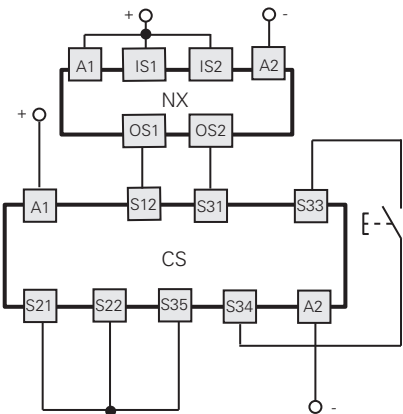 + -
A1 IS1 IS2 A2
NX
+ OS1 OS2
A1 S12 S31 S33
CS
S21 S22 S35 S34 A2
-